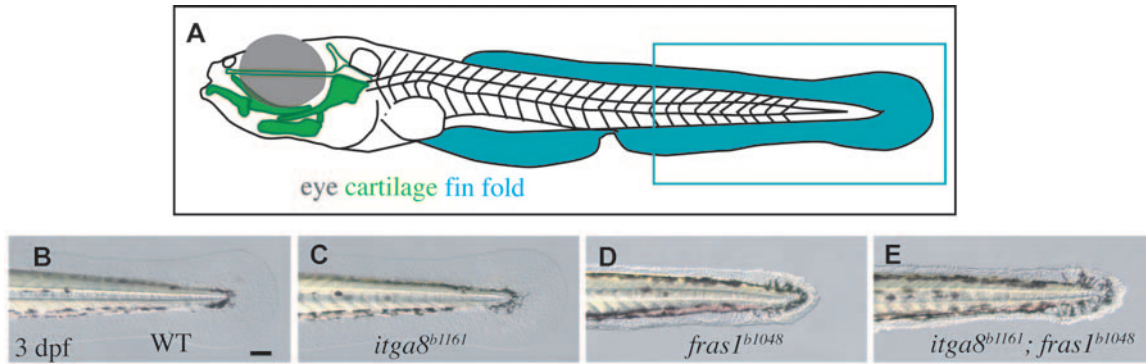 A
eye cartilage fin fold
B
3 dpf WT
C
itga8b1161
D
fras1b1048
E
itga8b1161; fras1b1048